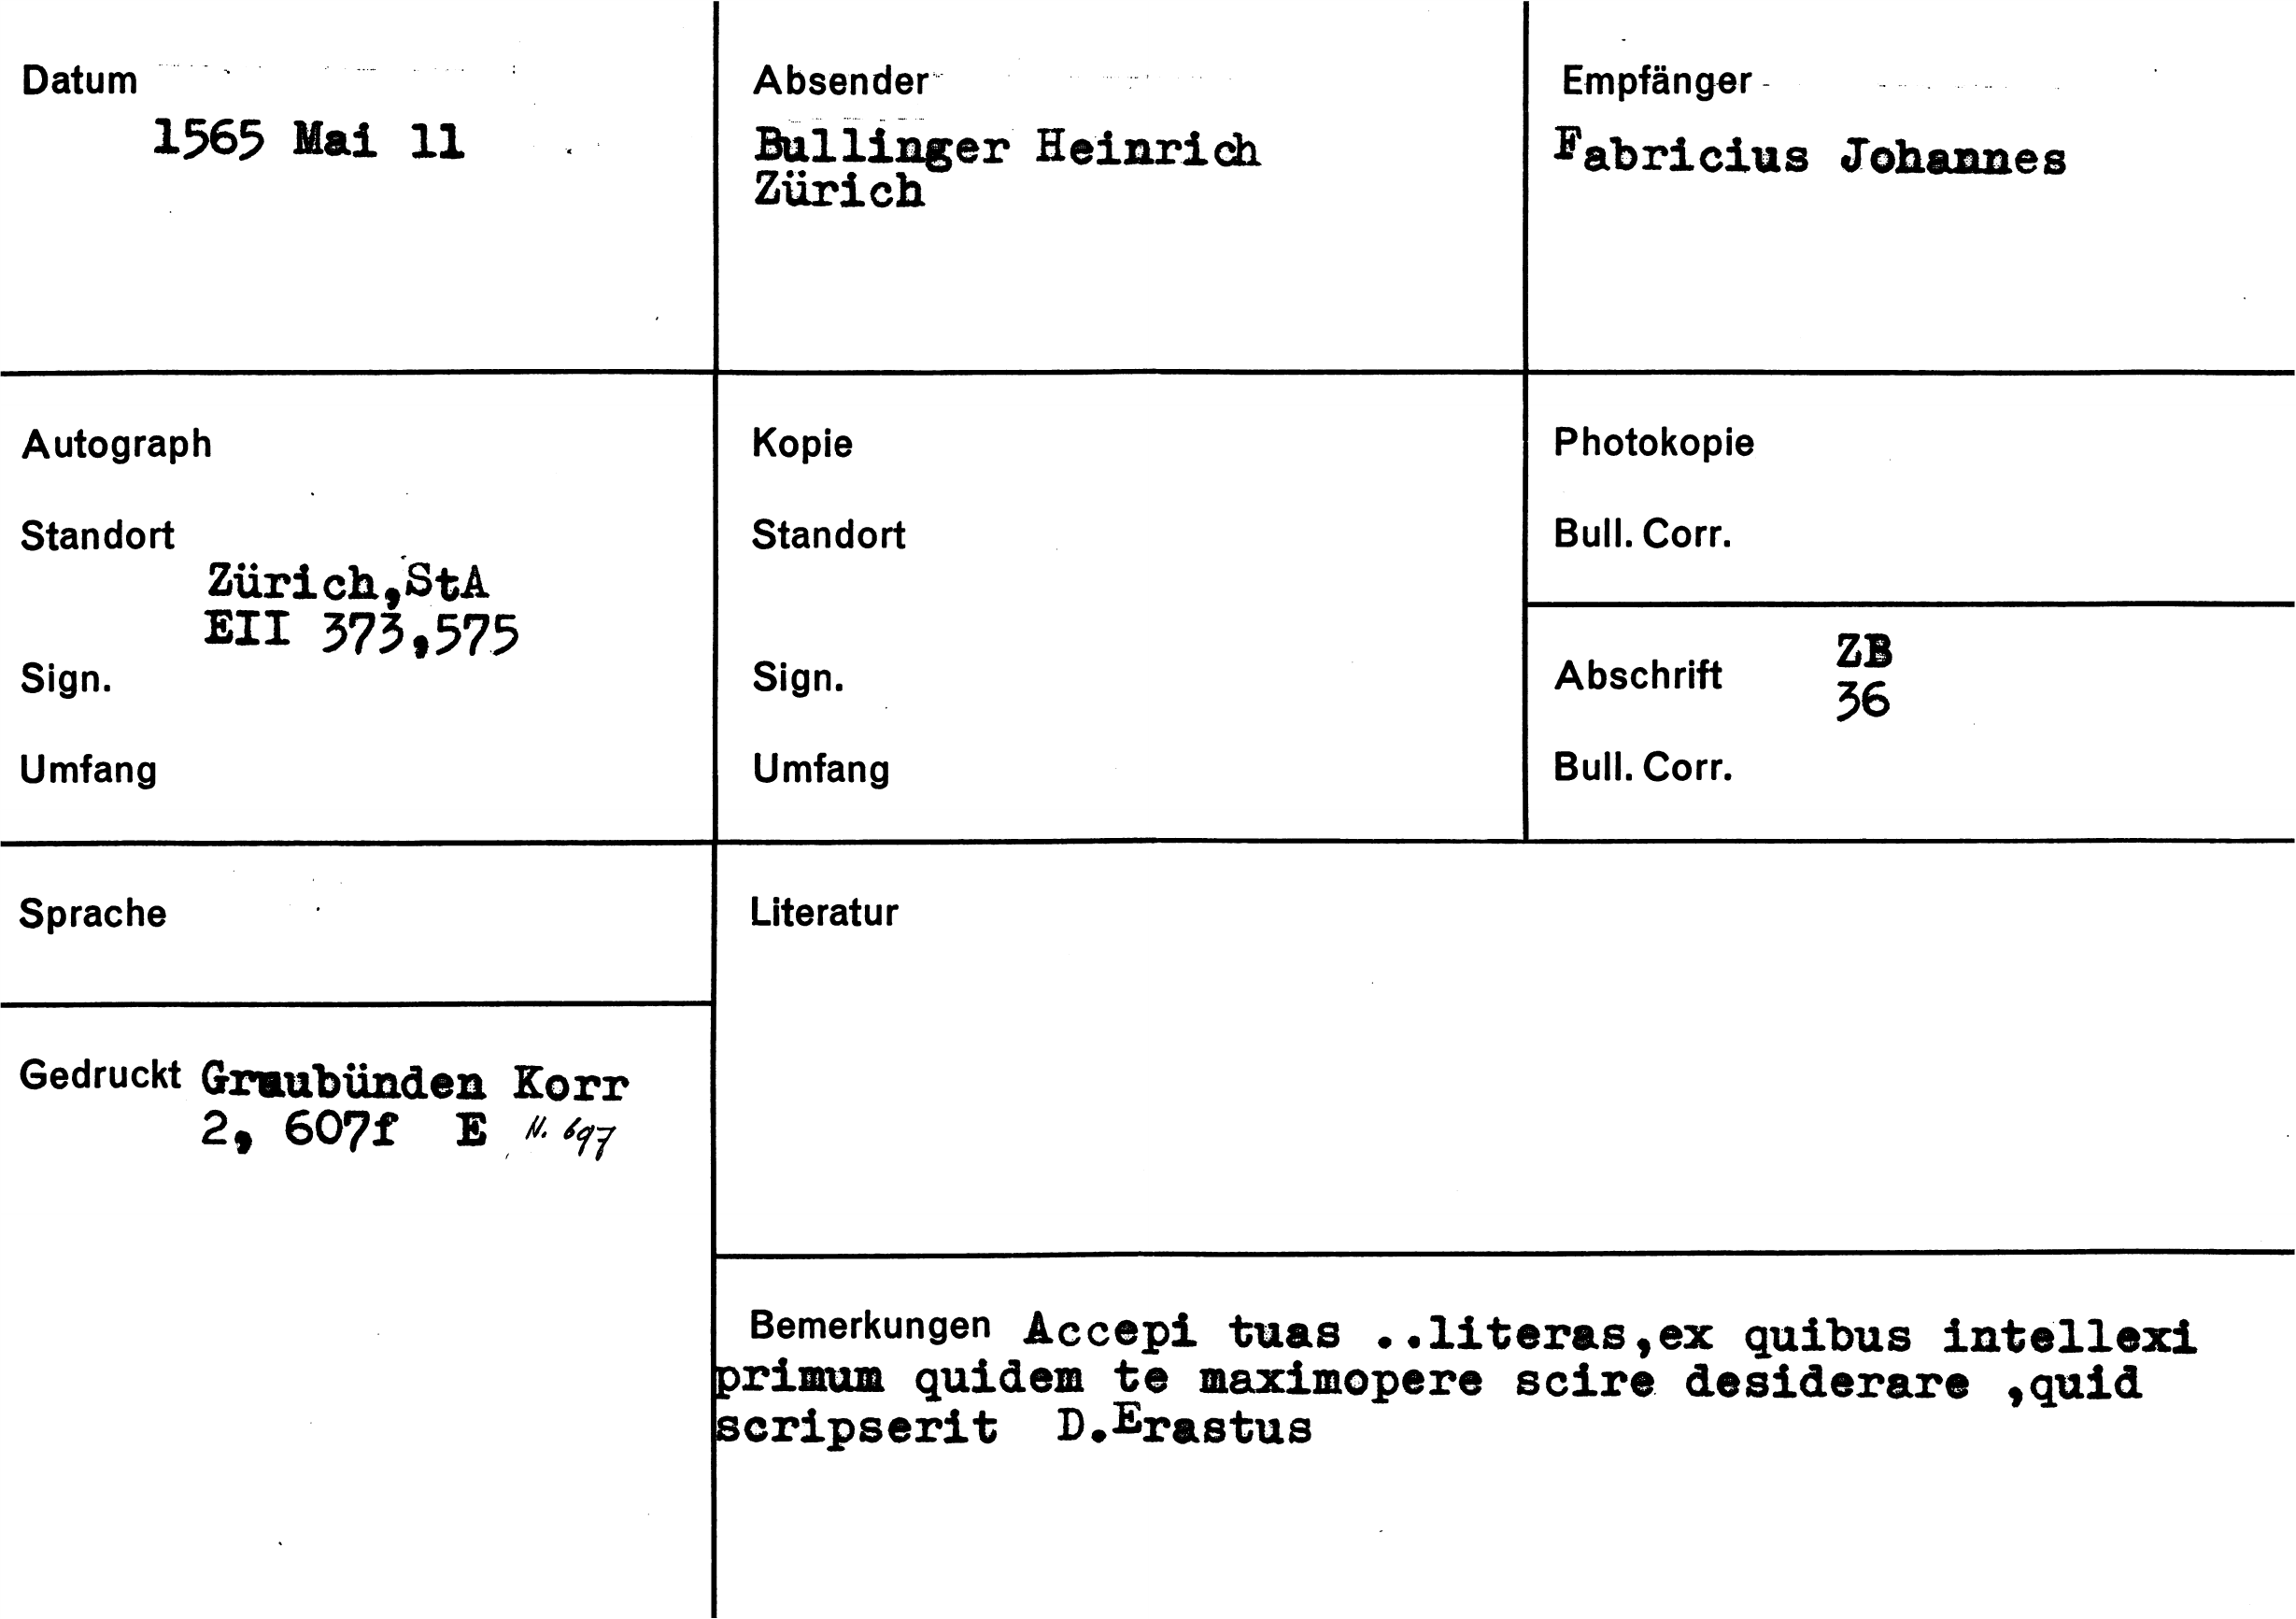 Datum
1565 Mai 11
Absender
Bullinger Heinrich
Zürich
Empfänger
Fabricius Johannes
Autograph
Standort
Zürich,StA
EII 373,575
Sign.
Umfang
Kopie
Standort
Sign.
Umfang
Photokopie
Bull. Corr.
Abschrift ZB
36
Bull. Corr.
Sprache
Gedruckt Graubünden Korr
2, 607f E N. 697
Literatur
Bemerkungen Accepi tuas ..literas,ex quibus intellexi
primum quidem te maximopere scire desiderare ,quid
scripserit D.Erastus